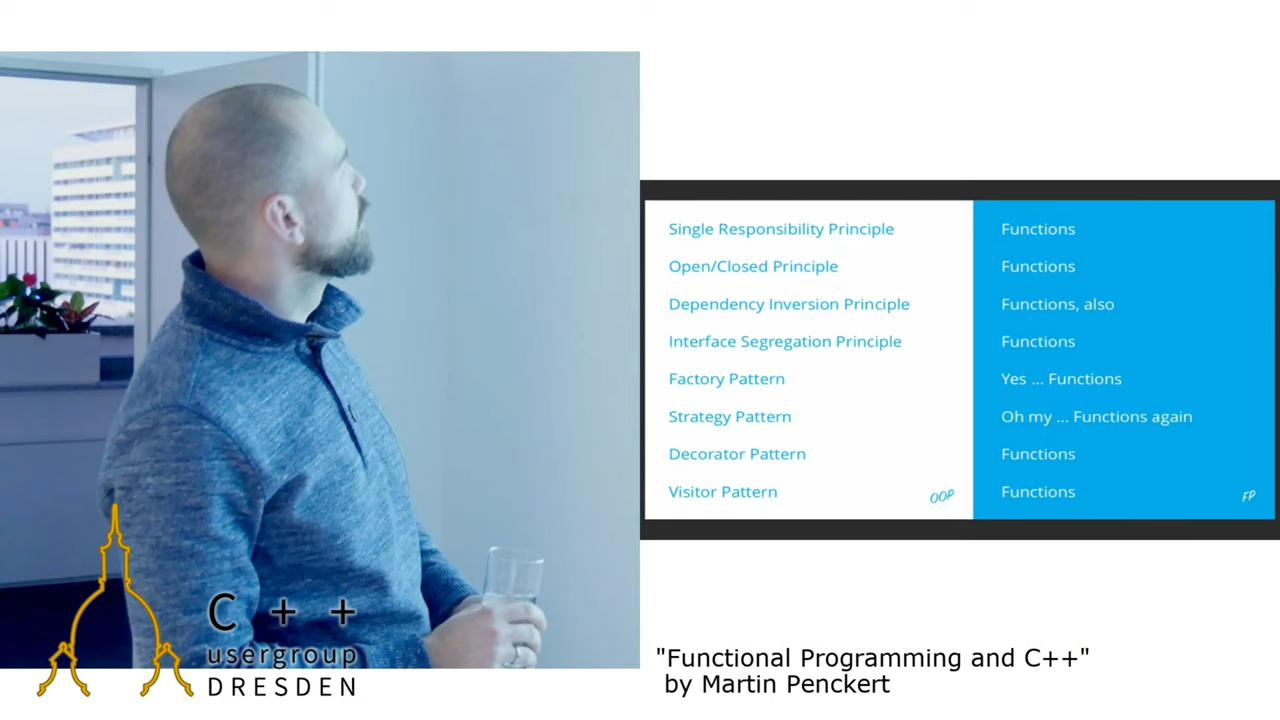 Single Responsibility Principle
Functions
Open/Closed Principle
Functions
Dependency Inversion Principle
Functions, also
Interface Segregation Principle
Functions
Factory Pattern
Yes ... Functions
Strategy Pattern
Oh my ... Functions again
Decorator Pattern
Functions
Visitor Pattern
Functions
OOP
FP
C + +
usergroup
DRESDEN
"Functional Programming and C++"
by Martin Penckert